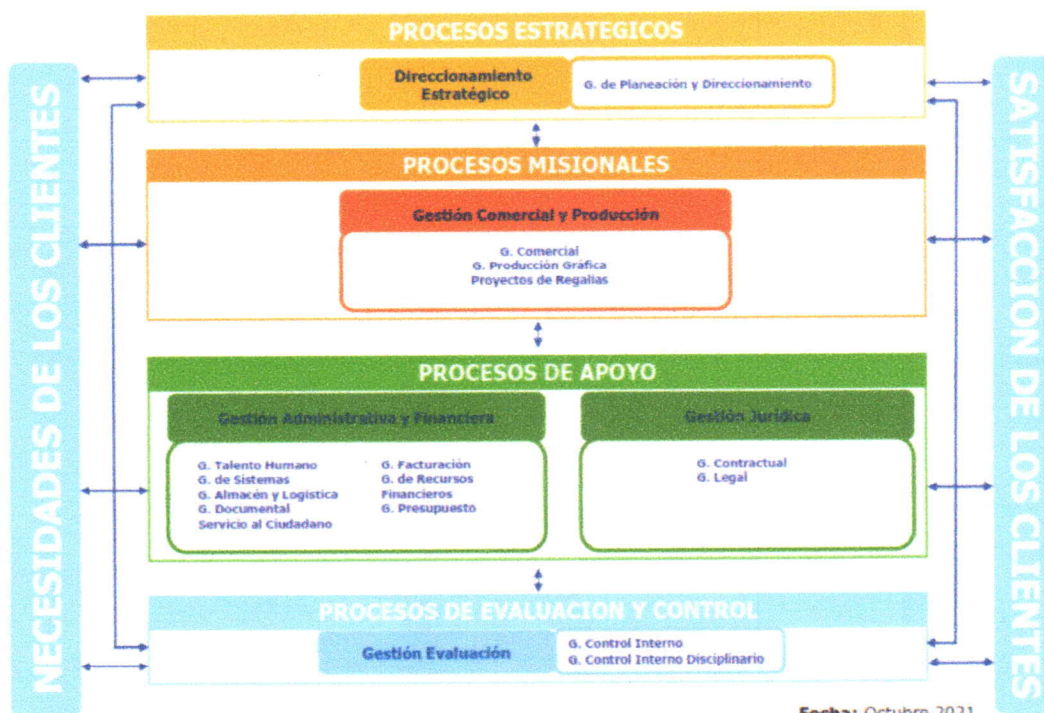 PROCESOS ESTRATEGICOS
Direccionamiento
Estratégico
G. de Planeación y Direccionamiento
NECESIDADES DE LOS CLIENTES
SATISFACCION DE LOS CLIENTES
PROCESOS MISIONALES
Gestión Comercial y Producción
G. Comercial
G. Producción Gráfica
Proyectos de Regalías
PROCESOS DE APOYO
Gestión Administrativa y Financiera
G. Talento Humano
G. de Sistemas
G. Almacén y Logística
G. Documental
Servicio al Ciudadano
G. Facturación
G. de Recursos
Financieros
G. Presupuesto
Gestión Jurídica
G. Contractual
G. Legal
PROCESOS DE EVALUACION Y CONTROL
Gestión Evaluación
G. Control Interno
G. Control Interno Disciplinario
Fecha: Octubre 2021